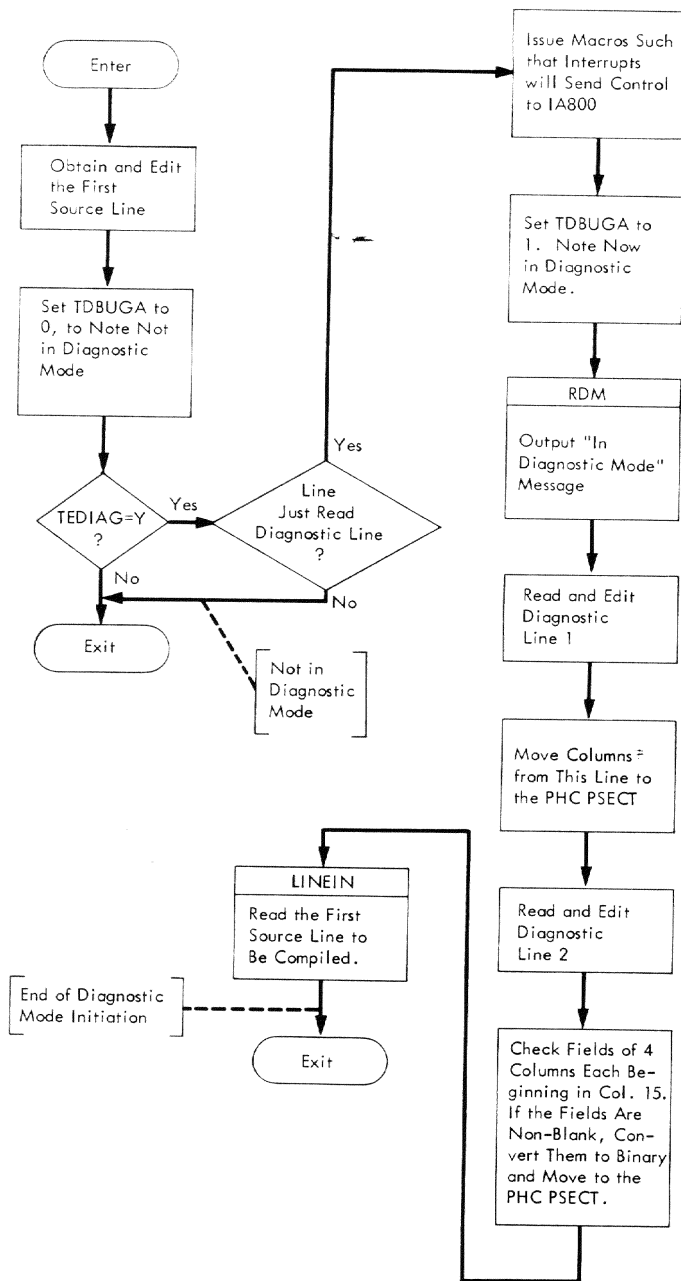 Enter
Obtain and Edit
the First
Source Line
Set TDBUGA to
0, to Note Not
in Diagnostic
Mode
TEDIAG=Y
?
Yes
No
Exit
Line
Just Read
Diagnostic Line
?
Yes
No
Not in
Diagnostic
Mode
Issue Macros Such
that Interrupts
will Send Control
to IA800
Set TDBUGA to
1. Note Now
in Diagnostic
Mode.
RDM
Output "In
Diagnostic Mode"
Message
Read and Edit
Diagnostic
Line 1
Move Columns
from This Line to
the PHC PSECT
Read and Edit
Diagnostic
Line 2
Check Fields of 4
Columns Each Be-
ginning in Col. 15.
If the Fields Are
Non-Blank, Con-
vert Them to Binary
and Move to the
PHC PSECT.
LINEIN
Read the First
Source Line to
Be Compiled.
End of Diagnostic
Mode Initiation
Exit